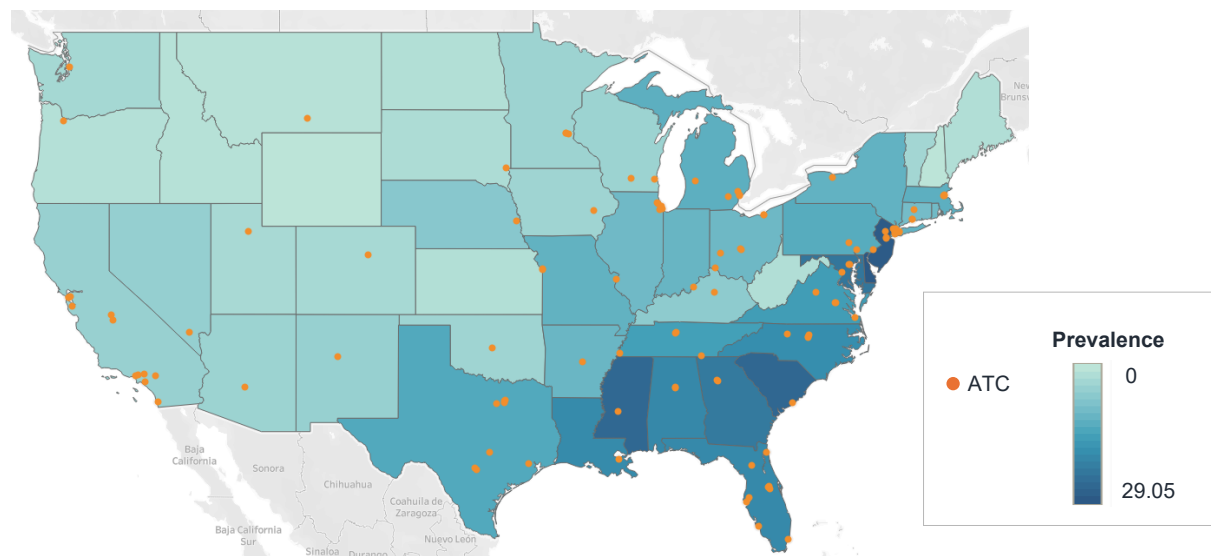 New
Brunsw
Baja
California
Sonora
Chihuahua
Coahuila de
Zaragoza
Nuevo León
Baja California
Sur
Sinaloa
Durango
Prevalence
0
ATC
29.05